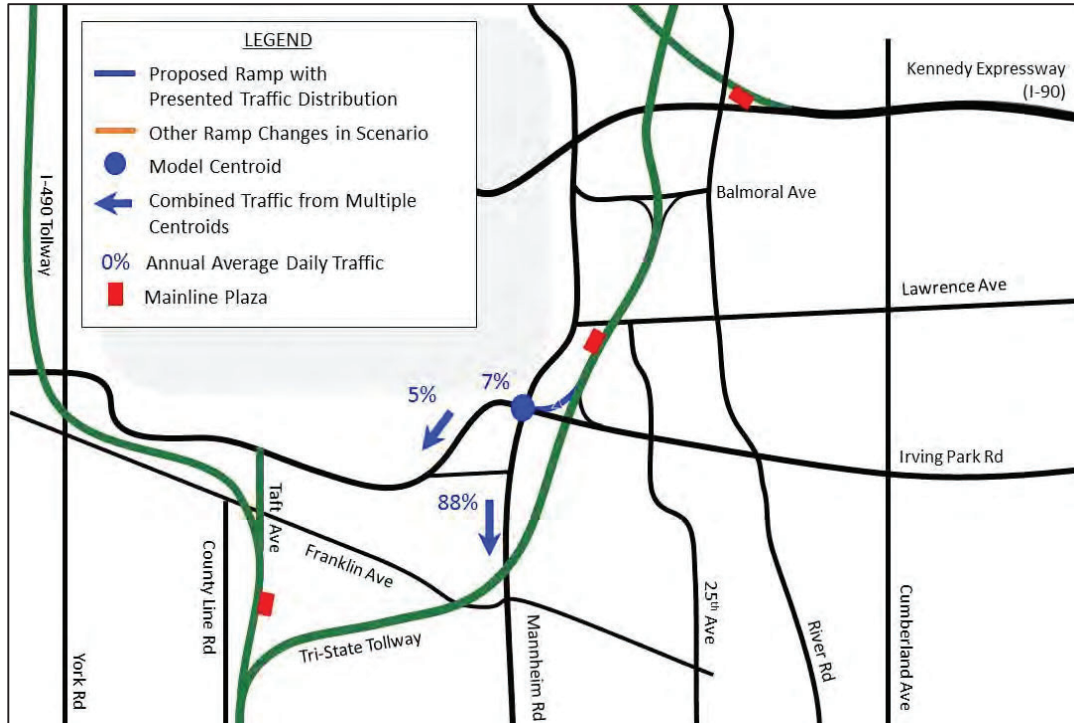 LEGEND
Proposed Ramp with
Presented Traffic Distribution
Other Ramp Changes in Scenario
Model Centroid
Combined Traffic from Multiple
Centroids
0% Annual Average Daily Traffic
Mainline Plaza
Kennedy Expressway
(I-90)
I-490 Tollway
Balmoral Ave
Lawrence Ave
5%
7%
Irving Park Rd
88%
Taft Ave
Franklin Ave
County Line Rd
Tri-State Tollway
York Rd
Mannheim Rd
25th Ave
River Rd
Cumberland Ave